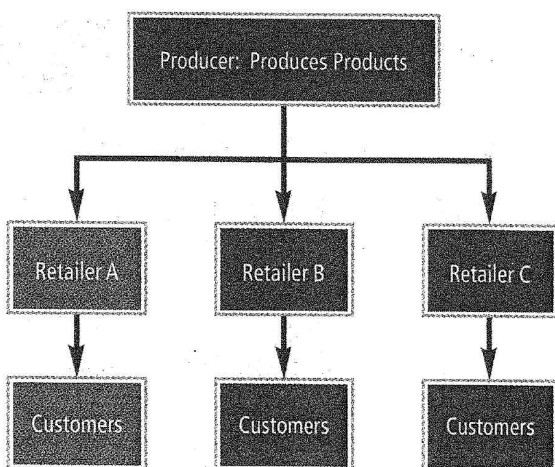 Producer: Produces Products
Retailer A
Retailer B
Retailer C
Customers
Customers
Customers